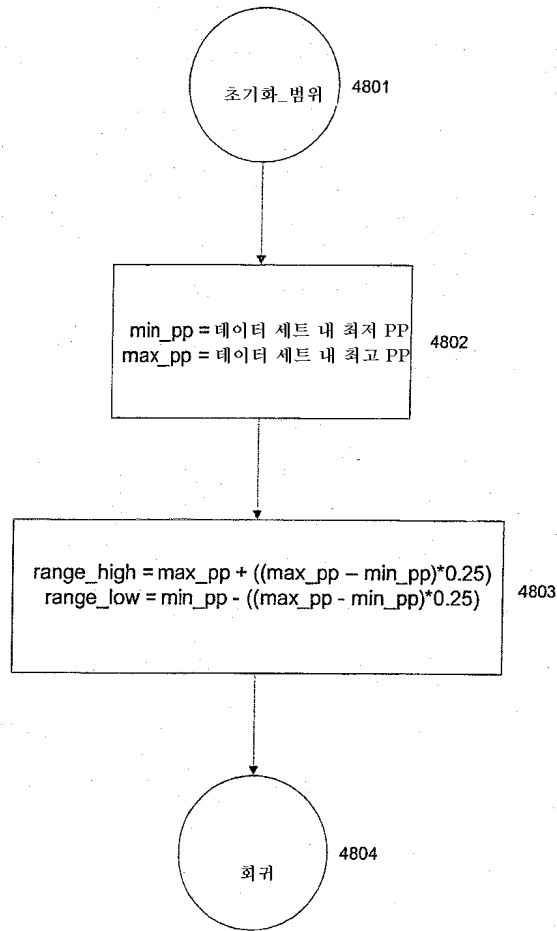 초기화_범위
4801
min_pp = 데이터 세트 내 최저 PP
max_pp = 데이터 세트 내 최고 PP
4802
range_high = max_pp + ((max_pp – min_pp)*0.25)
range_low = min_pp - ((max_pp - min_pp)*0.25)
4803
회귀
4804